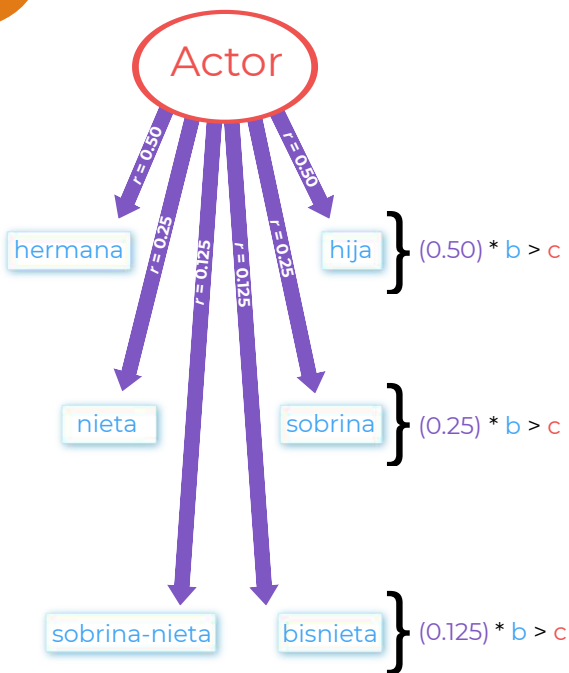 Actor
r = 0.50
r = 0.25
r = 0.125
r = 0.125
r = 0.25
r = 0.50
hermana
hija
(0.50) * b > c
nieta
sobrina
(0.25) * b > c
sobrina-nieta
bisnieta
(0.125) * b > c